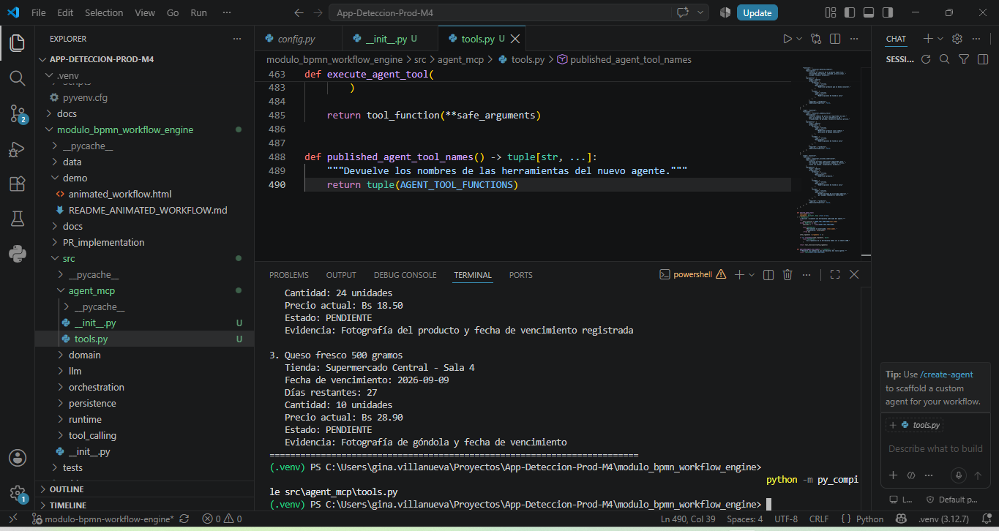 File Edit Selection View Go Run ···
App-Deteccion-Prod-M4
Update
EXPLORER ···
APP-DETECCION-PROD-M4
.venv
Scripts
pyvenv.cfg
docs
modulo_bpmn_workflow_engine
__pycache__
data
demo
<> animated_workflow.html
README_ANIMATED_WORKFLOW.md
docs
PR_implementation
src
__pycache__
agent_mcp
__pycache__
__init__.py U
tools.py U
domain
llm
orchestration
persistence
runtime
tool_calling
__init__.py
tests
OUTLINE
TIMELINE
2
1
config.py __init__.py U tools.py U
modulo_bpmn_workflow_engine > src > agent_mcp > tools.py > published_agent_tool_names
463 def execute_agent_tool(
483 )
484
485 return tool_function(**safe_arguments)
486
487
488 def published_agent_tool_names() -> tuple[str, ...]:
489 """Devuelve los nombres de las herramientas del nuevo agente."""
490 return tuple(AGENT_TOOL_FUNCTIONS)
PROBLEMS OUTPUT DEBUG CONSOLE TERMINAL PORTS
powershell
Cantidad: 24 unidades
Precio actual: Bs 18.50
Estado: PENDIENTE
Evidencia: Fotografía del producto y fecha de vencimiento registrada
3. Queso fresco 500 gramos
Tienda: Supermercado Central - Sala 4
Fecha de vencimiento: 2026-09-09
Días restantes: 27
Cantidad: 10 unidades
Precio actual: Bs 28.90
Estado: PENDIENTE
Evidencia: Fotografía de góndola y fecha de vencimiento
======================================================================
(.venv) PS C:\Users\gina.villanueva\Proyectos\App-Deteccion-Prod-M4\modulo_bpmn_workflow_engine>
python -m py_compi
le src\agent_mcp\tools.py
(.venv) PS C:\Users\gina.villanueva\Proyectos\App-Deteccion-Prod-M4\modulo_bpmn_workflow_engine>
CHAT
SESSI...
Tip: Use /create-agent
to scaffold a custom
agent for your workflow.
tools.py
Describe what to build
L... Default p...
modulo-bpmn-workflow-engine* 0 0
Ln 490, Col 39 Spaces: 4 UTF-8 CRLF { } Python .venv (3.12.7)